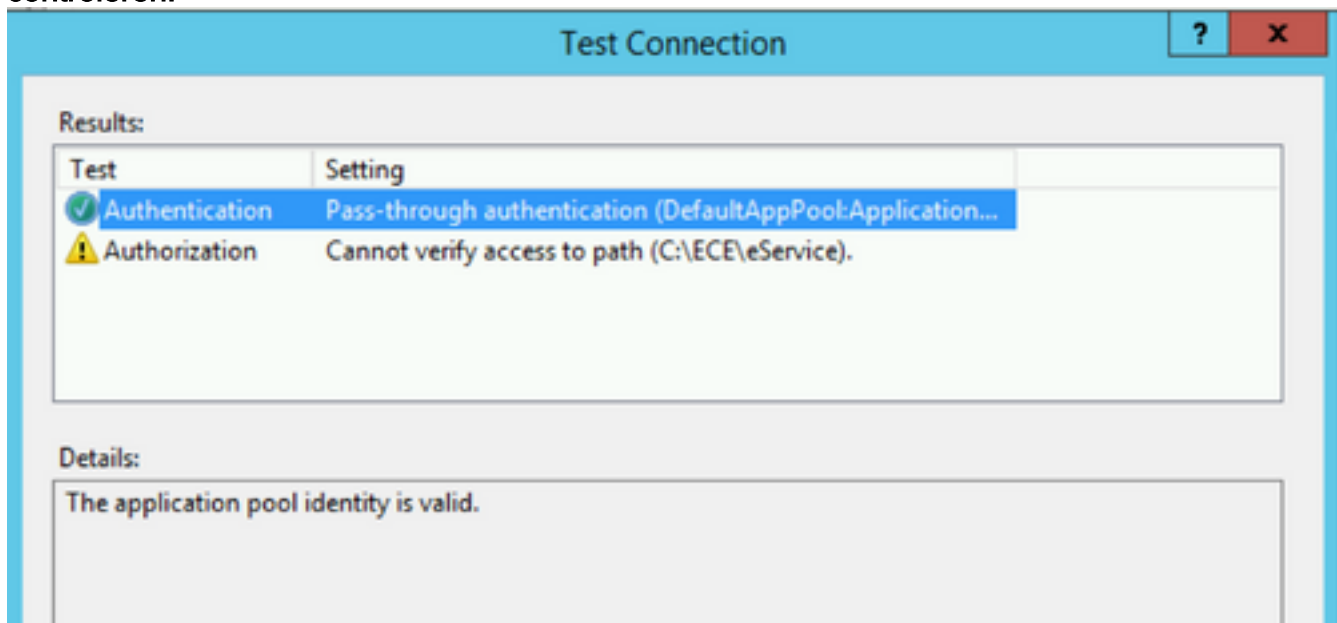 controleren.
Test Connection
? x
Results:
Test Setting
Authentication Pass-through authentication (DefaultAppPool:Application...
Authorization Cannot verify access to path (C:\ECE\eService).
Details:
The application pool identity is valid.